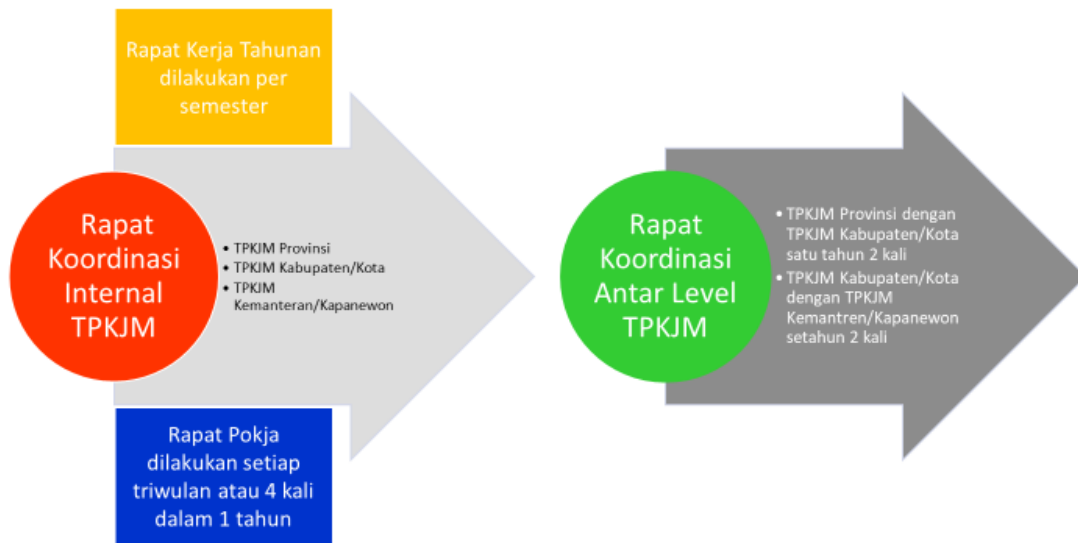 Rapat Kerja Tahunan
dilakukan per
semester
Rapat
Koordinasi
Internal
TPKJM
• TPKJM Provinsi
• TPKJM Kabupaten/Kota
• TPKJM
Kemanteran/Kapanewon
Rapat Pokja
dilakukan setiap
triwulan atau 4 kali
dalam 1 tahun
Rapat
Koordinasi
Antar Level
TPKJM
• TPKJM Provinsi dengan
TPKJM Kabupaten/Kota
satu tahun 2 kali
• TPKJM Kabupaten/Kota
dengan TPKJM
Kemantren/Kapanewon
setahun 2 kali